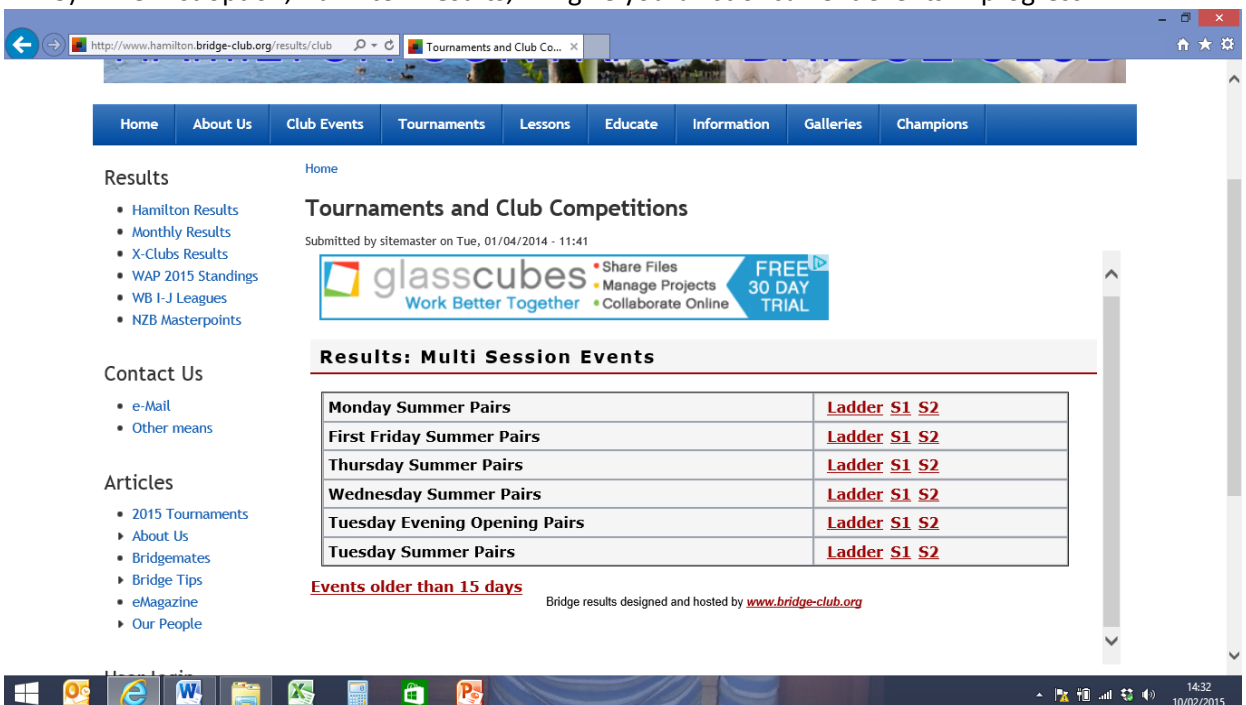 http://www.hamilton.bridge-club.org/results/club
Tournaments and Club Co...
Home About Us Club Events Tournaments Lessons Educate Information Galleries Champions
Results
Hamilton Results
Monthly Results
X-Clubs Results
WAP 2015 Standings
WB I-J Leagues
NZB Masterpoints
Contact Us
e-Mail
Other means
Articles
2015 Tournaments
About Us
Bridgemates
Bridge Tips
eMagazine
Our People
Home
Tournaments and Club Competitions
Submitted by sitemaster on Tue, 01/04/2014 - 11:41
glasscubes
Work Better Together
Share Files
Manage Projects
Collaborate Online
FREE
30 DAY
TRIAL
Results: Multi Session Events
Monday Summer Pairs Ladder S1 S2
First Friday Summer Pairs Ladder S1 S2
Thursday Summer Pairs Ladder S1 S2
Wednesday Summer Pairs Ladder S1 S2
Tuesday Evening Opening Pairs Ladder S1 S2
Tuesday Summer Pairs Ladder S1 S2
Events older than 15 days
Bridge results designed and hosted by www.bridge-club.org
14:32
10/02/2015